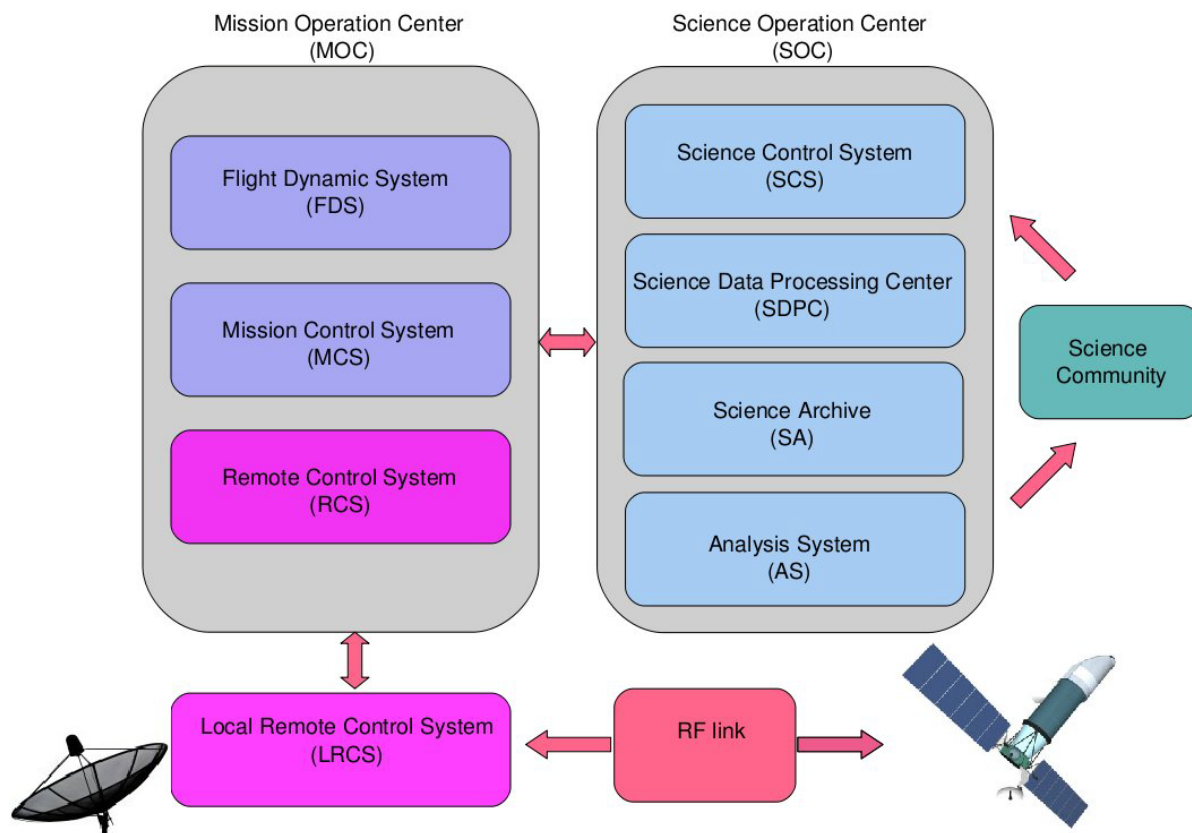 Mission Operation Center
(MOC)
Science Operation Center
(SOC)
Flight Dynamic System
(FDS)
Mission Control System
(MCS)
Remote Control System
(RCS)
Science Control System
(SCS)
Science Data Processing Center
(SDPC)
Science Archive
(SA)
Analysis System
(AS)
Science
Community
Local Remote Control System
(LRCS)
RF link